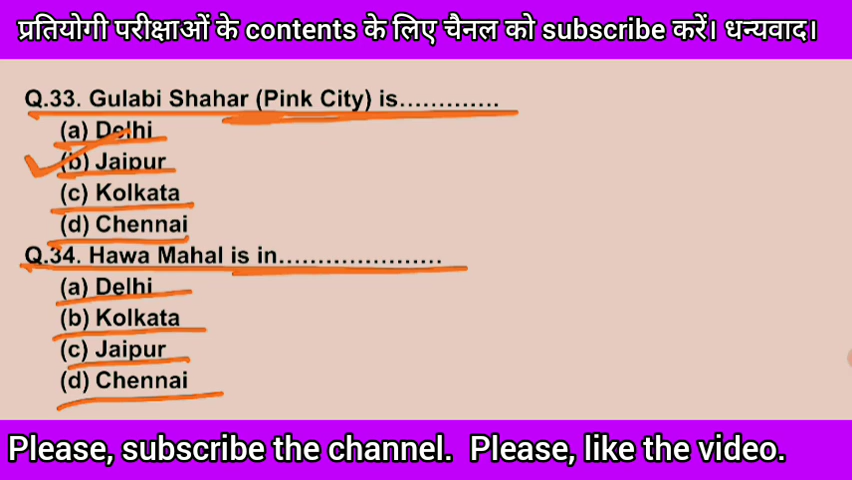 प्रतियोगी परीक्षाओं के contents के लिए चैनल को subscribe करें। धन्यवाद।
Q.33. Gulabi Shahar (Pink City) is.............
(a) Delhi
(b) Jaipur
(c) Kolkata
(d) Chennai
Q.34. Hawa Mahal is in.....................
(a) Delhi
(b) Kolkata
(c) Jaipur
(d) Chennai
Please, subscribe the channel. Please, like the video.